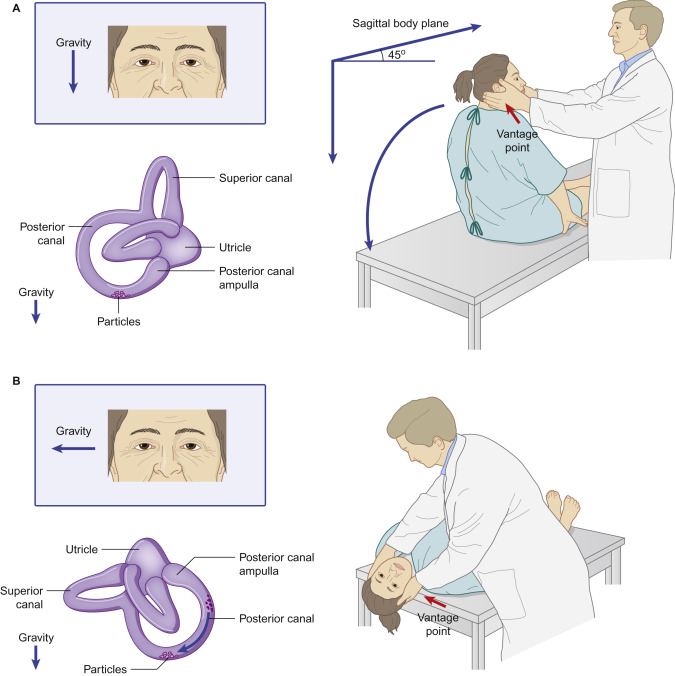 A
Gravity
Sagittal body plane
45º
Vantage
point
Superior canal
Posterior
canal
Utricle
Posterior canal
ampulla
Gravity
Particles
B
Gravity
Utricle
Posterior canal
ampulla
Superior
canal
Posterior canal
Gravity
Particles
Vantage
point